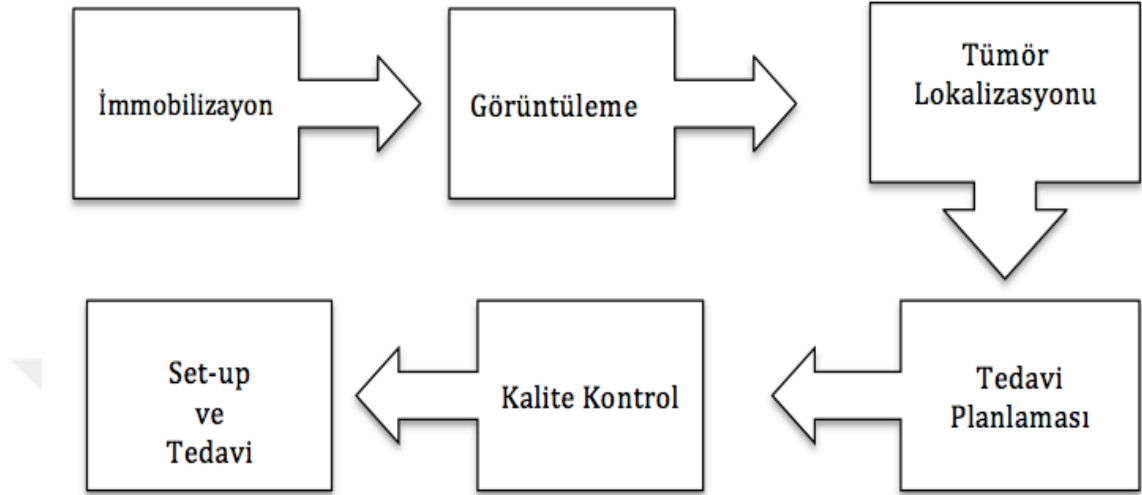 İmmobilizayon
Görüntüleme
Tümör
Lokalizasyonu
Tedavi
Planlaması
Kalite Kontrol
Set-up
ve
Tedavi